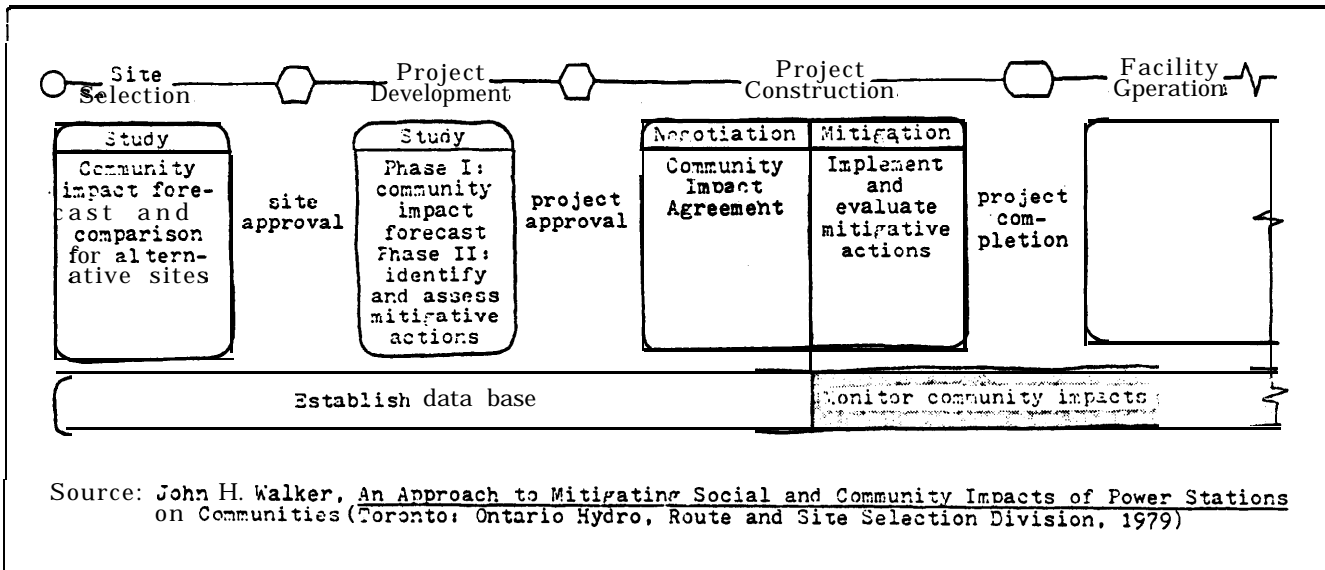 Site
Selection
Project
Development
Project
Construction
Facility
Gperation
Study
Community
impact fore-
cast and
comparison
for altern-
ative sites
site
approval
Study
Phase I:
community
impact
forecast
Phase II:
identify
and assess
mitigative
actions
project
approval
Negotiation
Community
Impact
Agreement
Mitigation
Implement
and
evaluate
mitigative
actions
project
com-
pletion
Establish data base
Monitor community impacts
Source: John H. Walker, An Approach to Mitigating Social and Community Impacts of Power Stations
on Communities (Toronto: Ontario Hydro, Route and Site Selection Division, 1979)